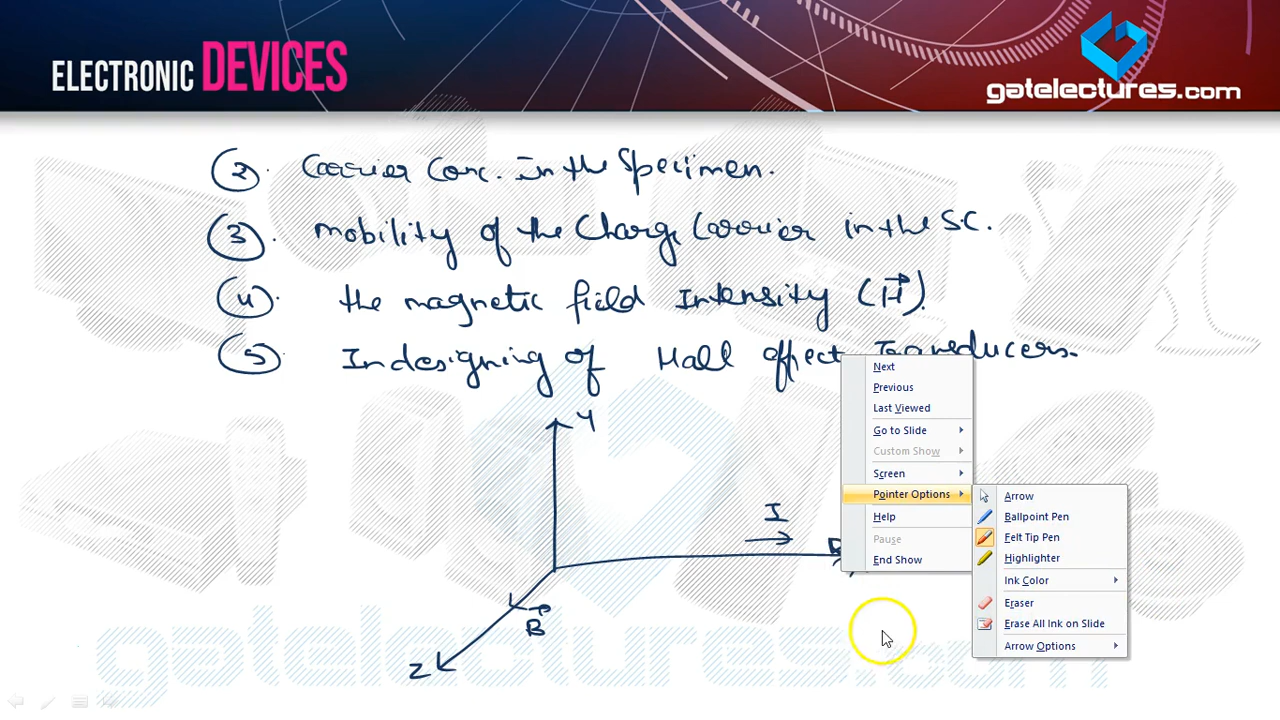 ELECTRONIC DEVICES
gatelectures.com
(2). Carrier Conc. In the Specimen.
(3). mobility of the Charge Carrier in the S.C.
(4). the magnetic field Intensity (H).
(5) In designing of Hall effect Transducers.
Next
Previous
Last Viewed
Go to Slide
Custom Show
Screen
Pointer Options
Help
Pause
End Show
Arrow
Ballpoint Pen
Felt Tip Pen
Highlighter
Ink Color
Eraser
Erase All Ink on Slide
Arrow Options
Y
I
B
Z
gatelectures.com